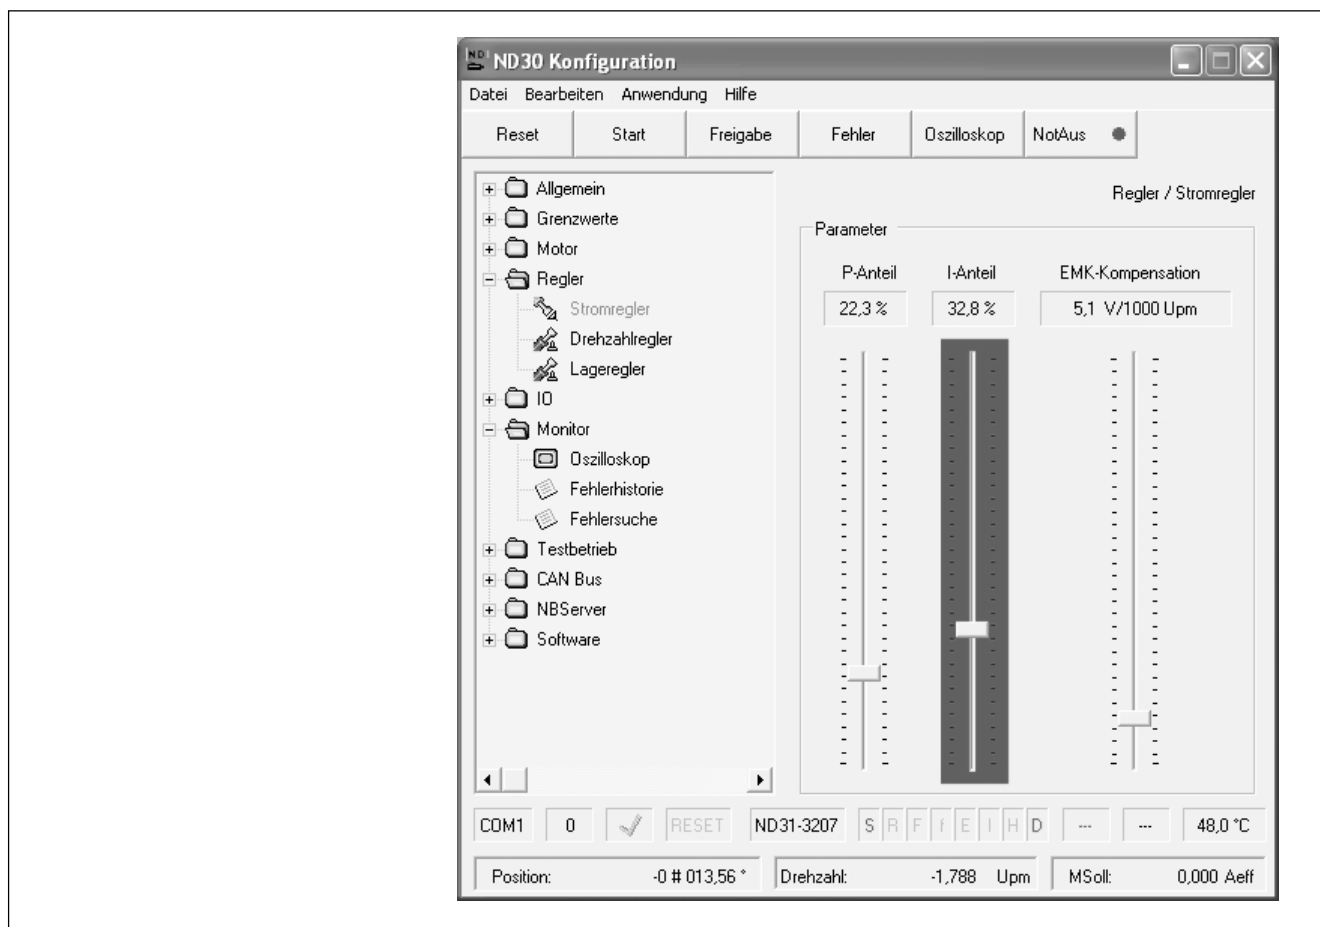 ND30 Konfiguration
Datei Bearbeiten Anwendung Hilfe
Reset Start Freigabe Fehler Oszilloskop NotAus
Allgemein
Grenzwerte
Motor
Regler
Stromregler
Drehzahlregler
Lageregler
IO
Monitor
Oszilloskop
Fehlerhistorie
Fehlersuche
Testbetrieb
CAN Bus
NBServer
Software
Regler / Stromregler
Parameter
P-Anteil I-Anteil EMK-Kompensation
22,3 % 32,8 % 5,1 V/1000 Upm
COM1 0 RESET ND31-3207 S R F f E I H D --- --- 48,0 °C
Position: -0 # 013,56 ° Drehzahl: -1,788 Upm MSoll: 0,000 Aeff